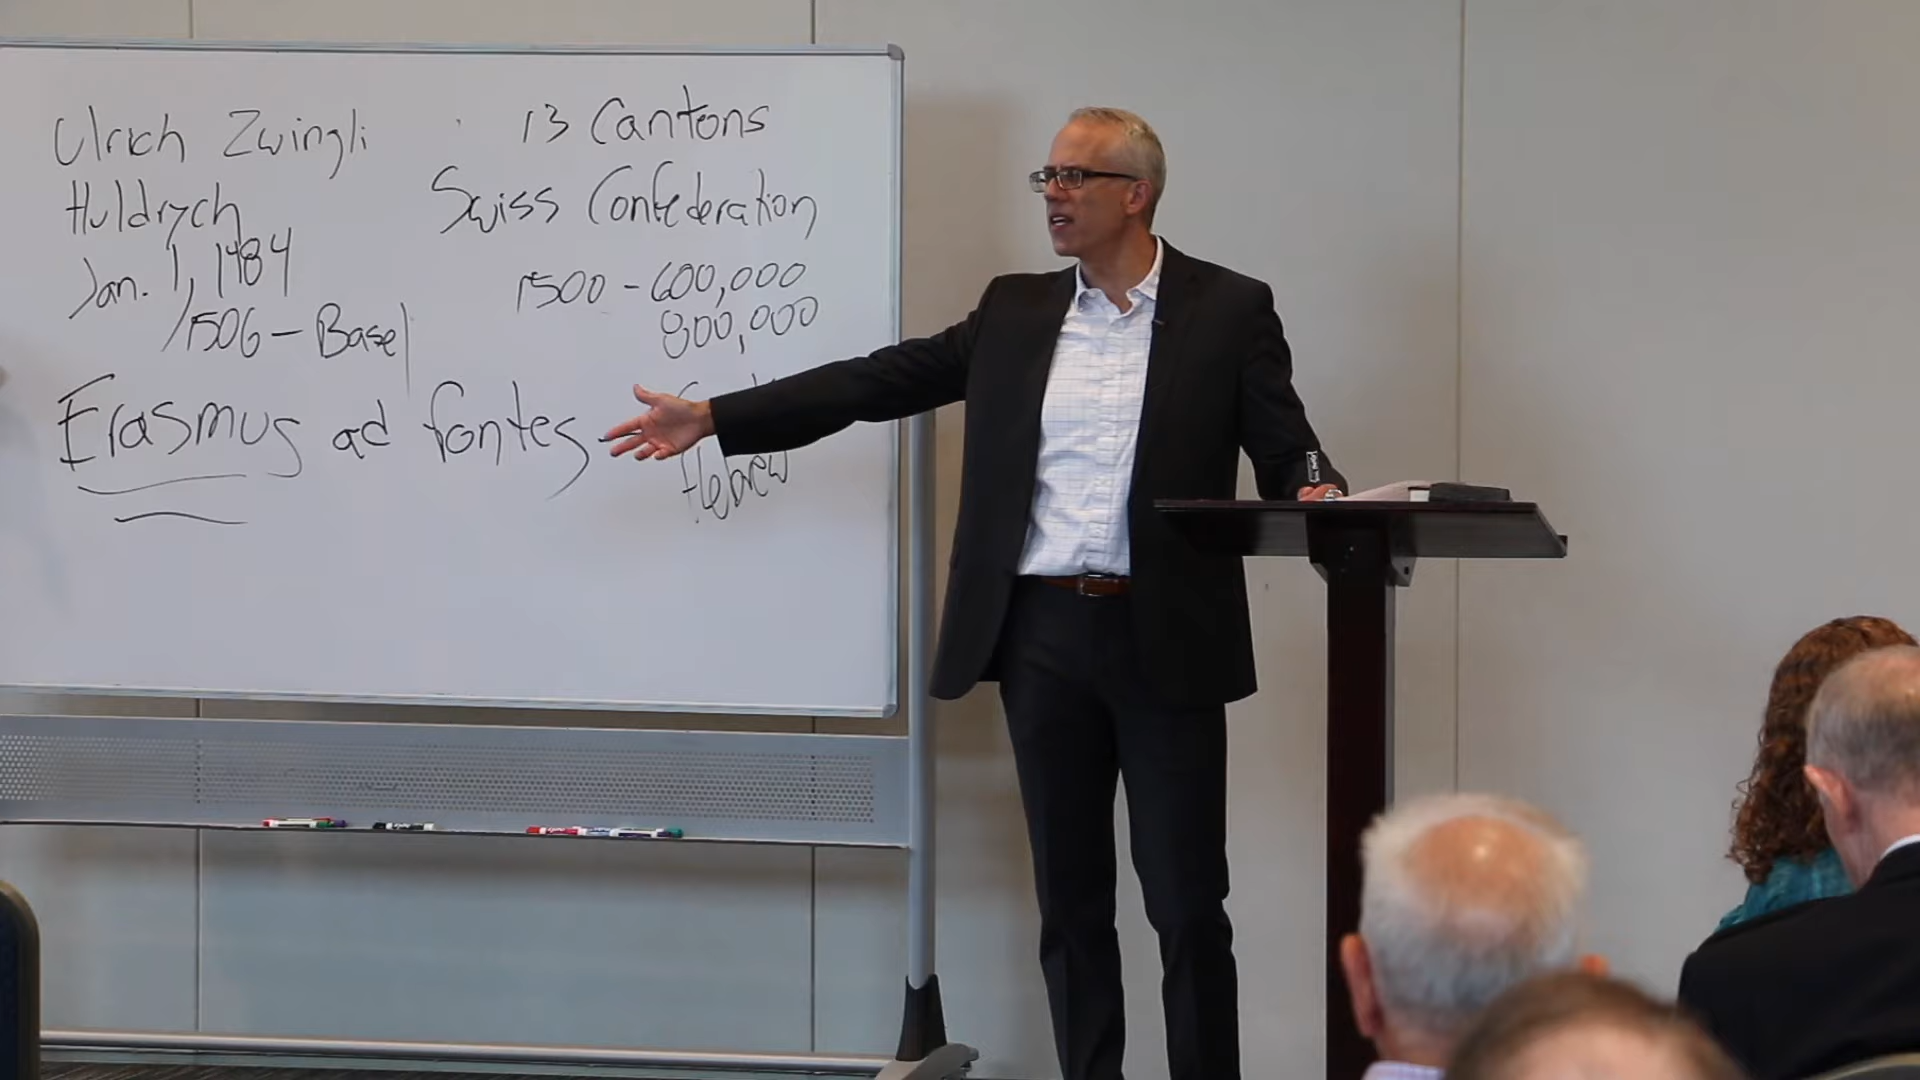 Ulrich Zwingli
Huldrych
Jan. 1, 1484
1506 - Basel
Erasmus ad fontes
13 Cantons
Swiss Confederation
1500 - 600,000
800,000
Hebrew